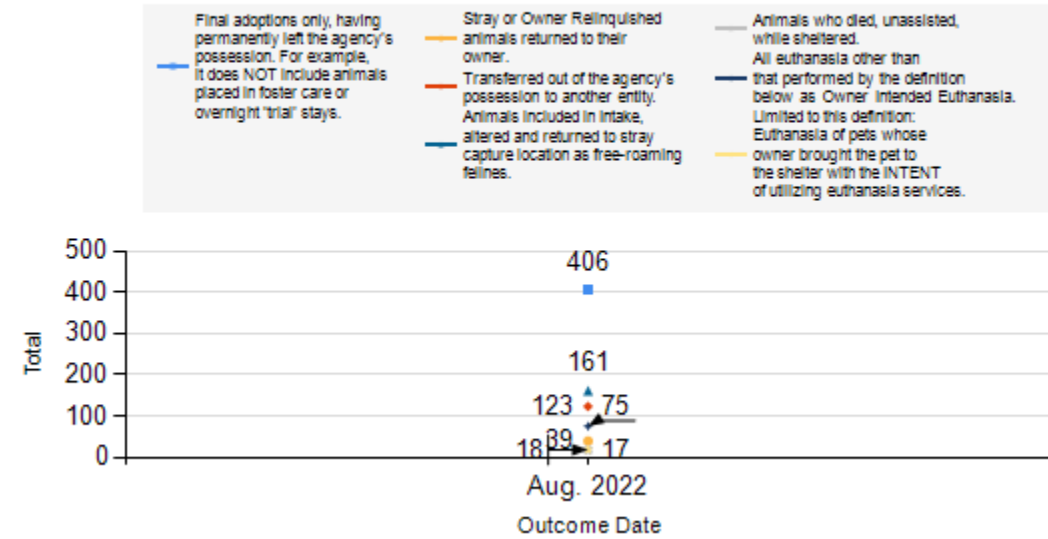 Final adoptions only, having
permanently left the agency's
possession. For example,
it does NOT include animals
placed in foster care or
overnight "trial" stays.
Stray or Owner Relinquished
animals returned to their
owner.
Transferred out of the agency's
possession to another entity.
Animals included in intake,
altered and returned to stray
capture location as free-roaming
felines.
Animals who died, unassisted,
while sheltered.
All euthanasia other than
that performed by the definition
below as Owner Intended Euthanasia.
Limited to this definition:
Euthanasia of pets whose
owner brought the pet to
the shelter with the INTENT
of utilizing euthanasia services.
500
400
300
200
100
0
Total
406
161
123
75
39
18
17
Aug. 2022
Outcome Date